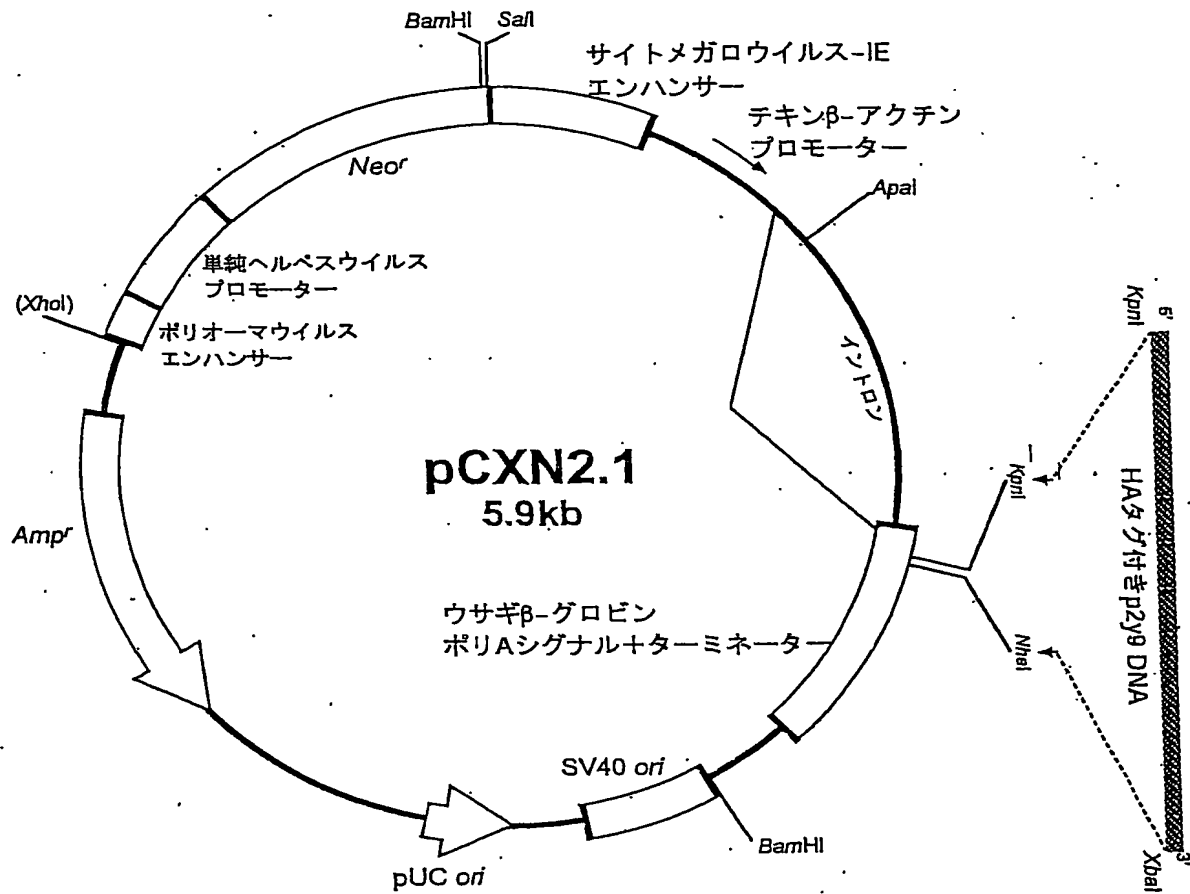 BamHI SalI
サイトメガロウイルス-IE
エンハンサー
テキンβ-アクチン
プロモーター
ApaI
Neor
単純ヘルペスウイルス
プロモーター
(XhoI)
ポリオーマウイルス
エンハンサー
イントロン
KpnI
5'
KpnI
HAタグ付きp2y9 DNA
pCXN2.1
5.9kb
Ampr
ウサギβ-グロビン
ポリAシグナル+ターミネーター
NheI
SV40 ori
BamHI
3'
XbaI
pUC ori